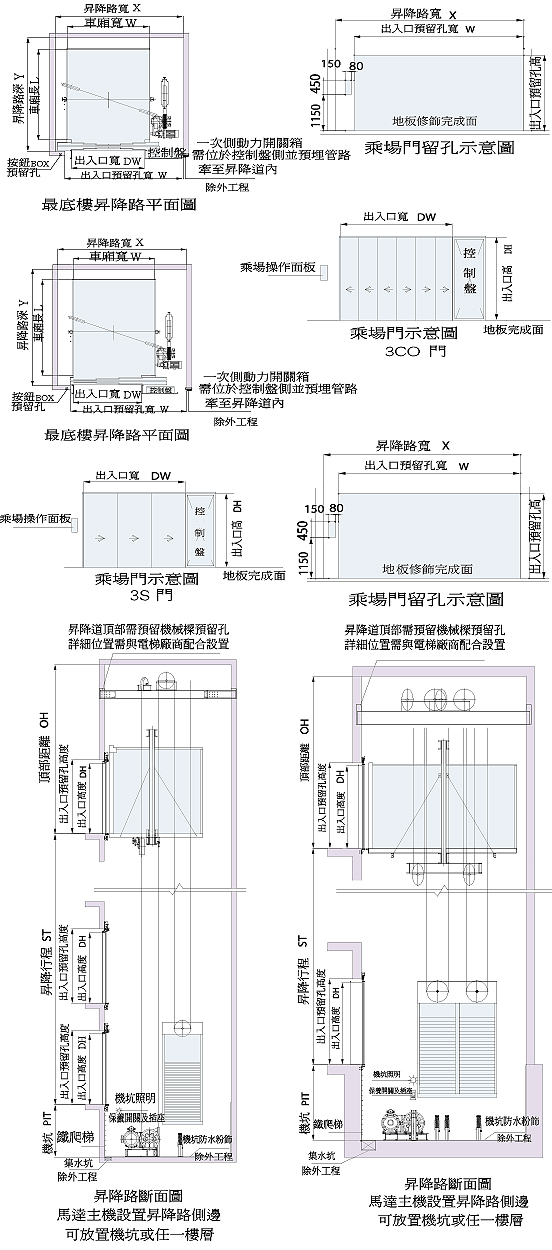 昇降路寬 X
車廂寬 W
昇降路深 Y
車廂長 L
控制盤
出入口寬 DW
出入口預留孔寬 W
按鈕BOX
預留孔
一次側動力開關箱
需位於控制盤側並預埋管路
牽至昇降道內
除外工程
最底樓昇降路平面圖
昇降路寬 X
出入口預留孔寬 W
150 80
450
1150
出入口預留孔高
地板修飾完成面
乘場門留孔示意圖
昇降路寬 X
車廂寬 W
昇降路深 Y
車廂長 L
控制盤
出入口寬 DW
出入口預留孔寬 W
按鈕BOX
預留孔
一次側動力開關箱
需位於控制盤側並預埋管路
牽至昇降道內
除外工程
最底樓昇降路平面圖
出入口寬 DW
乘場操作面板
控制盤
出入口高 DH
乘場門示意圖
地板完成面
3CO 門
出入口寬 DW
乘場操作面板
控制盤
出入口高 DH
乘場門示意圖
地板完成面
3S 門
昇降路寬 X
出入口預留孔寬 W
150 80
450
1150
出入口預留孔高
地板修飾完成面
乘場門留孔示意圖
昇降道頂部需預留機械樑預留孔
詳細位置需與電梯廠商配合設置
頂部距離 OH
出入口預留孔高度
出入口高度 DH
昇降行程 ST
出入口預留孔高度
出入口高度 DH
出入口預留孔高度
出入口高度 DH
機坑 PIT
機坑照明
保養開關及插座
鐵爬梯
機坑防水粉飾
除外工程
集水坑
除外工程
昇降路斷面圖
馬達主機設置昇降路側邊
可放置機坑或任一樓層
昇降道頂部需預留機械樑預留孔
詳細位置需與電梯廠商配合設置
頂部距離 OH
出入口預留孔高度
出入口高度 DH
昇降行程 ST
出入口預留孔高度
出入口高度 DH
機坑 PIT
機坑照明
保養開關及插座
鐵爬梯
機坑防水粉飾
除外工程
集水坑
除外工程
昇降路斷面圖
馬達主機設置昇降路側邊
可放置機坑或任一樓層